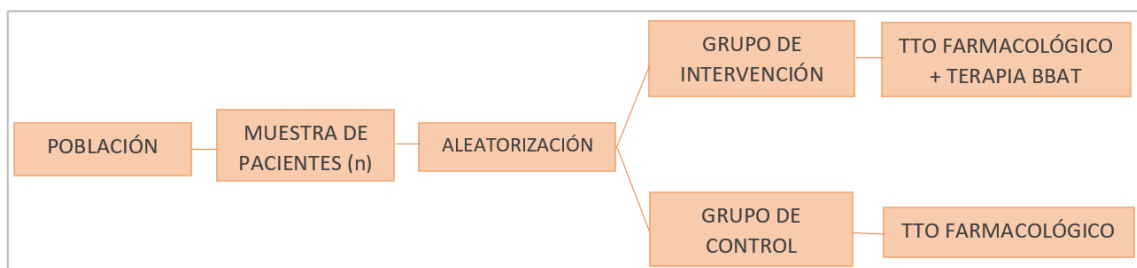 POBLACIÓN
MUESTRA DE
PACIENTES (n)
ALEATORIZACIÓN
GRUPO DE
INTERVENCIÓN
TTO FARMACOLÓGICO
+ TERAPIA BBAT
GRUPO DE
CONTROL
TTO FARMACOLÓGICO